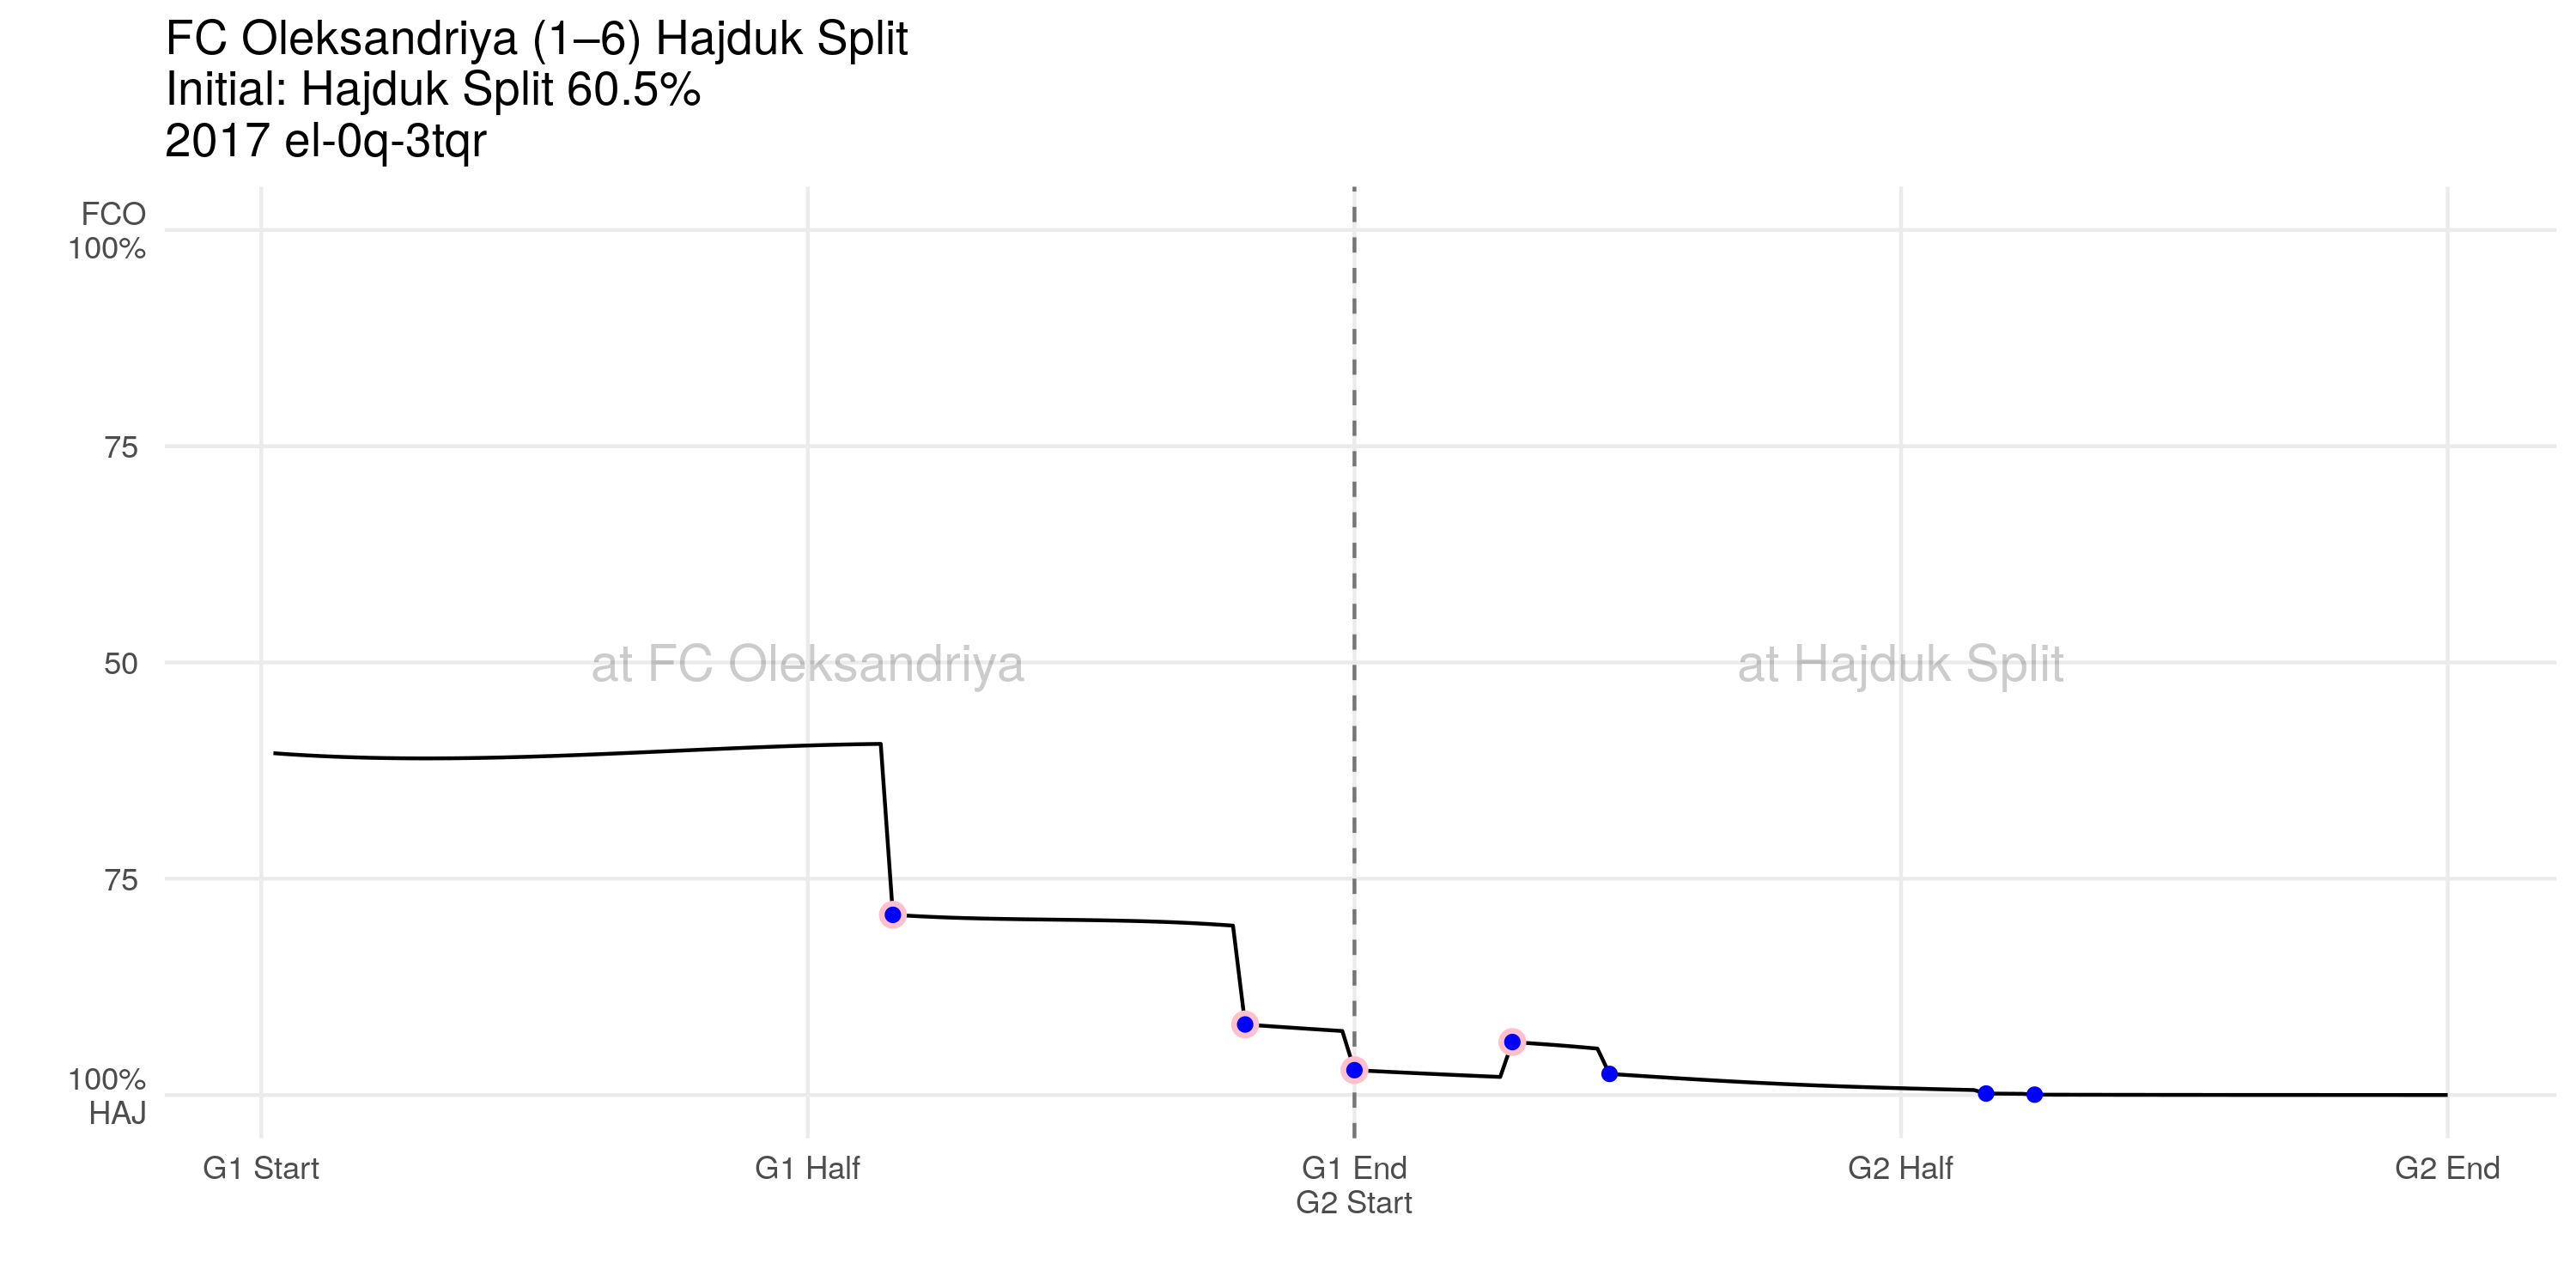 FC Oleksandriya (1–6) Hajduk Split
Initial: Hajduk Split 60.5%
2017 el-0q-3tqr
FCO
100%
75
50
75
100%
HAJ
at FC Oleksandriya
at Hajduk Split
G1 Start
G1 Half
G1 End
G2 Start
G2 Half
G2 End